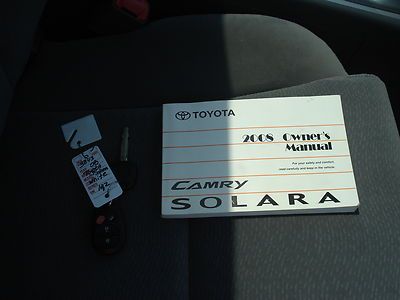 TOYOTA
2008 Owner's
Manual
For your safety and comfort,
read carefully and keep in the vehicle.
CAMRY
SOLARA